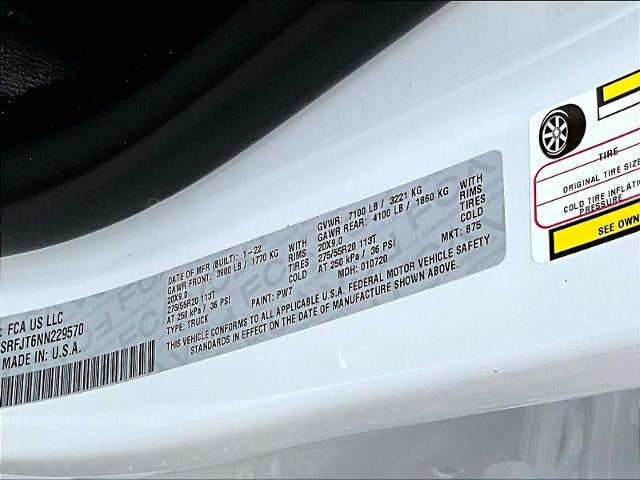 : FCA US LLC
SRFJT6NN229570
MADE IN U.S.A.
DATE OF MFR (BUILT): 1-22
GAWR FRONT: 3900 LB / 1770 KG WITH
20X9.0 RIMS
275/55R20 113T TIRES
AT 250 kPa / 36 PSI COLD
TYPE: TRUCK PAINT: PW7
GVWR: 7100 LB / 3221 KG
GAWR REAR: 4100 LB / 1860 KG WITH
20X9.0 RIMS
275/55R20 113T TIRES
AT 250 kPa / 36 PSI COLD
MDH: 010720 MKT: 875
THIS VEHICLE CONFORMS TO ALL APPLICABLE U.S.A. FEDERAL MOTOR VEHICLE SAFETY
STANDARDS IN EFFECT ON THE DATE OF MANUFACTURE SHOWN ABOVE.
TIRE
ORIGINAL TIRE SIZE
COLD TIRE INFLATI
PRESSURE
SEE OWN